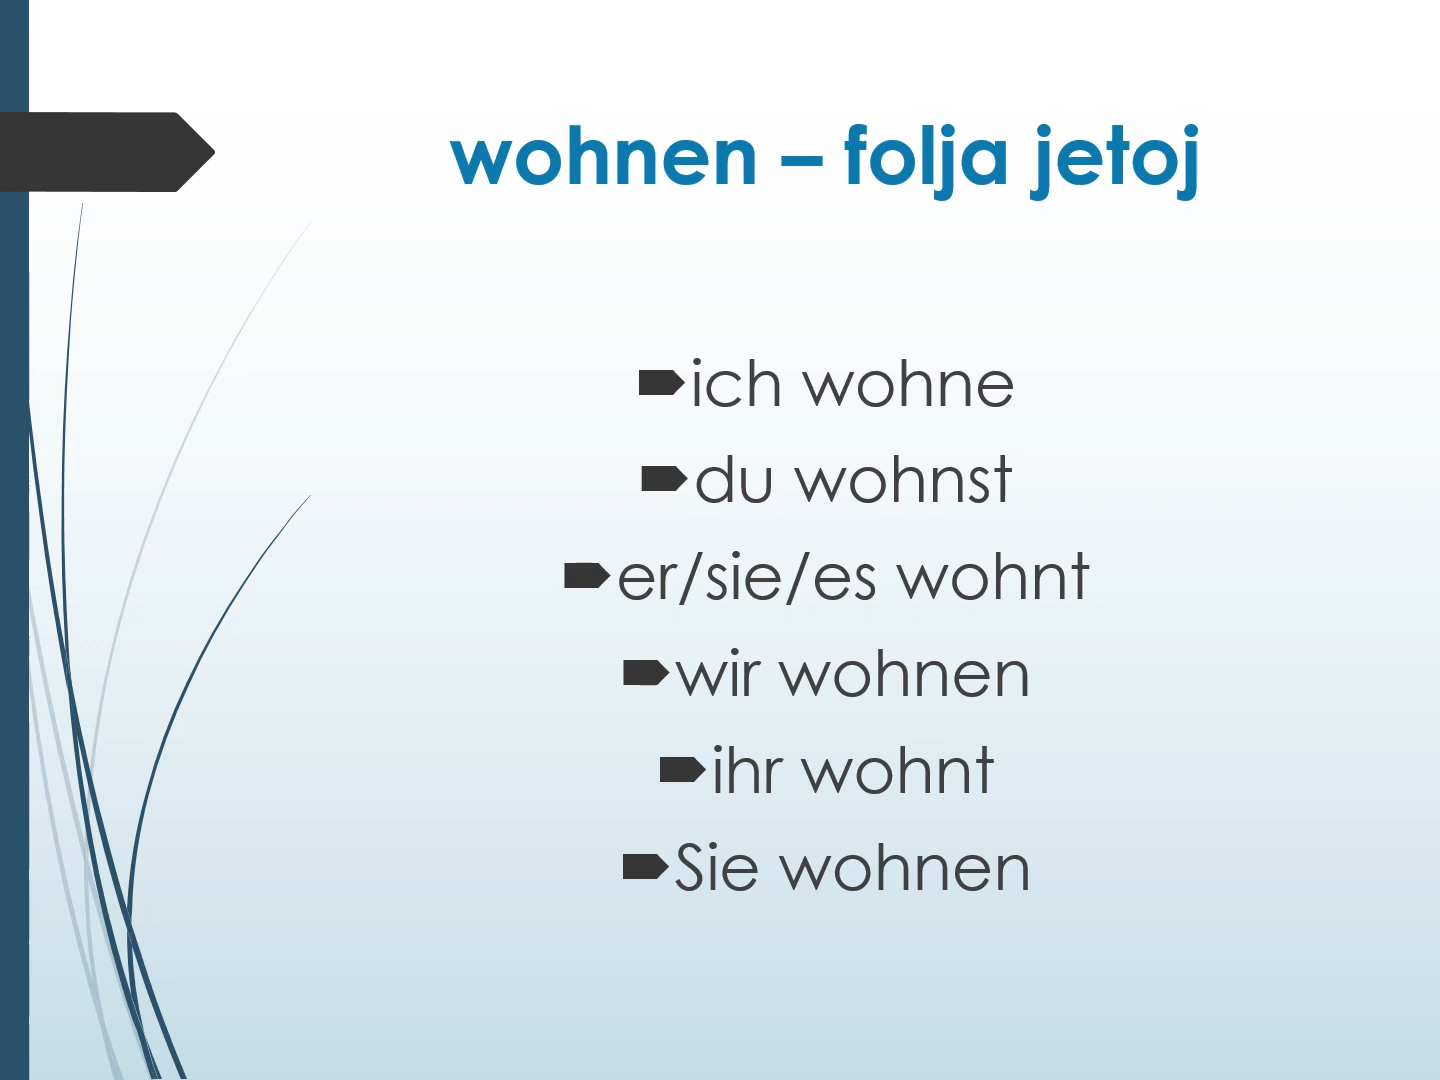 wohnen – folja jetoj
ich wohne
du wohnst
er/sie/es wohnt
wir wohnen
ihr wohnt
Sie wohnen